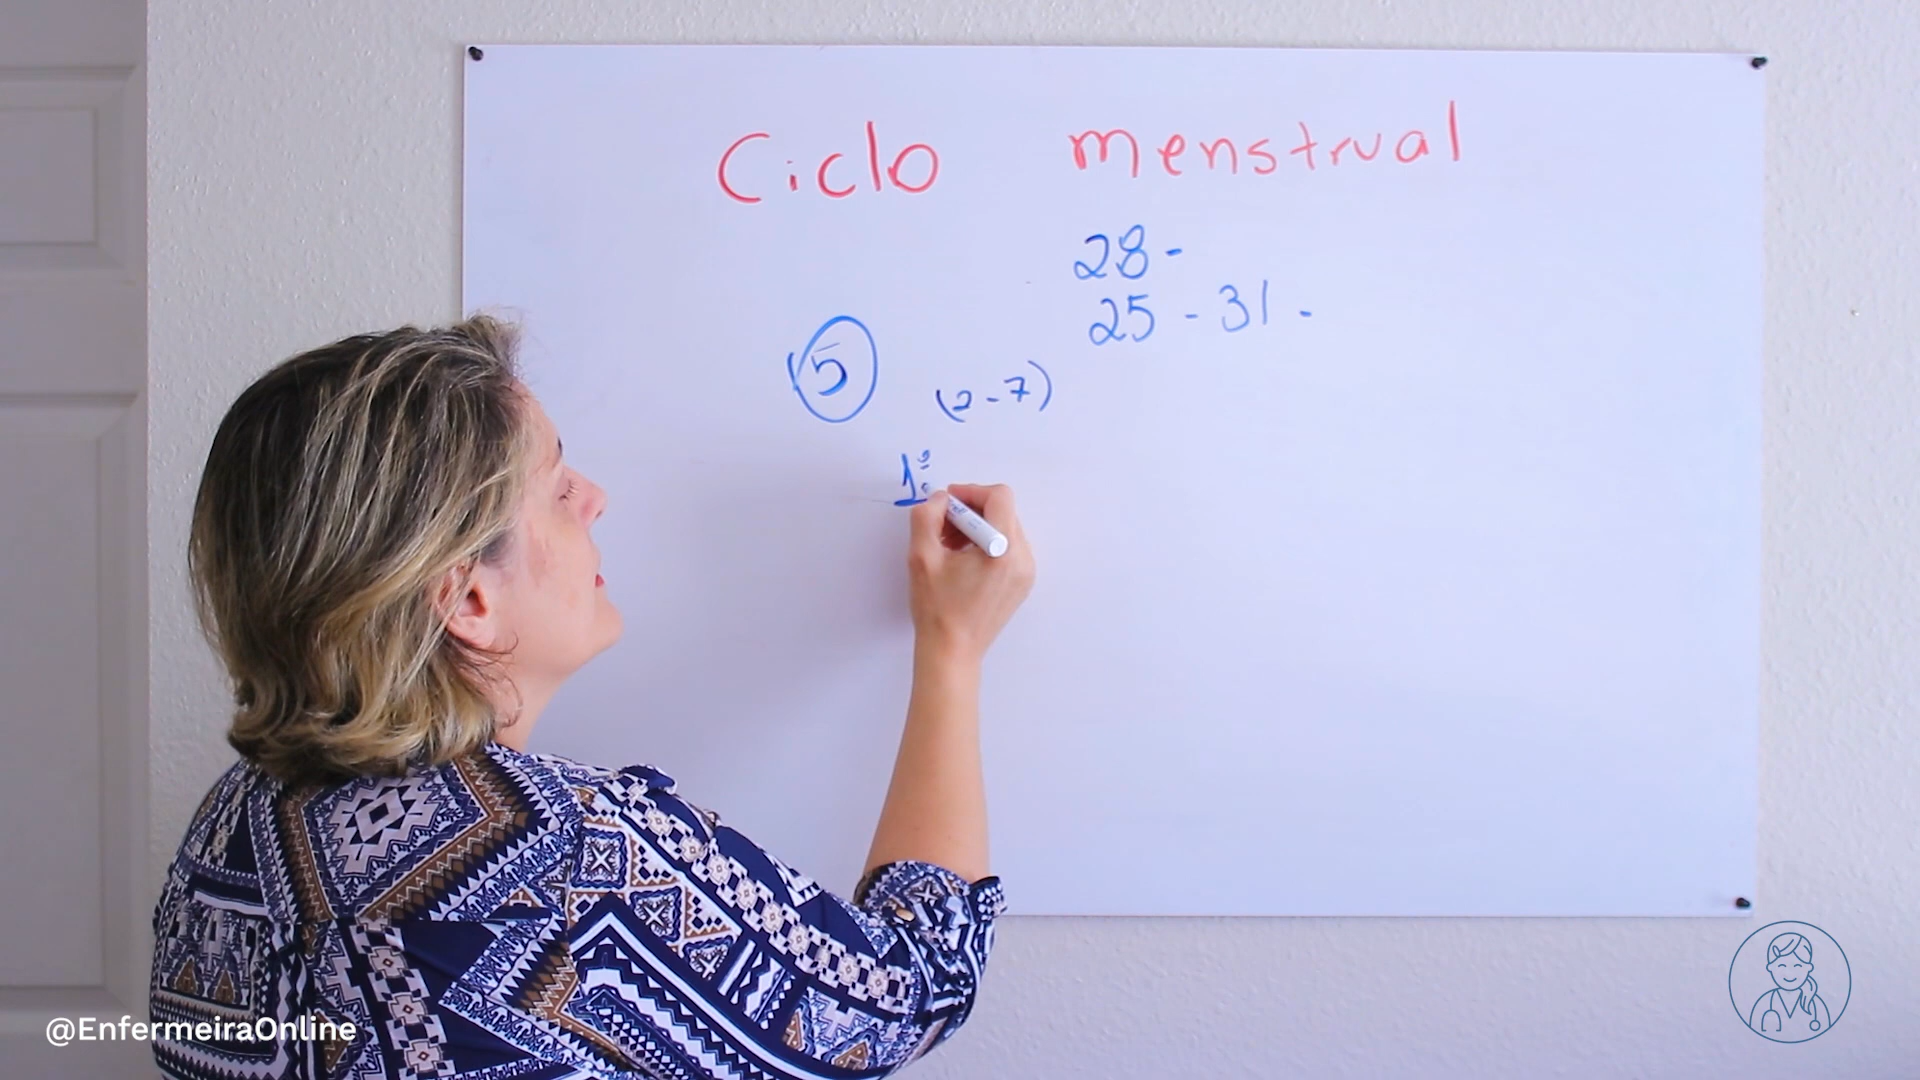 Ciclo menstrual
28 -
25 - 31 -
5
(2 - 7)
1º
@EnfermeiraOnline